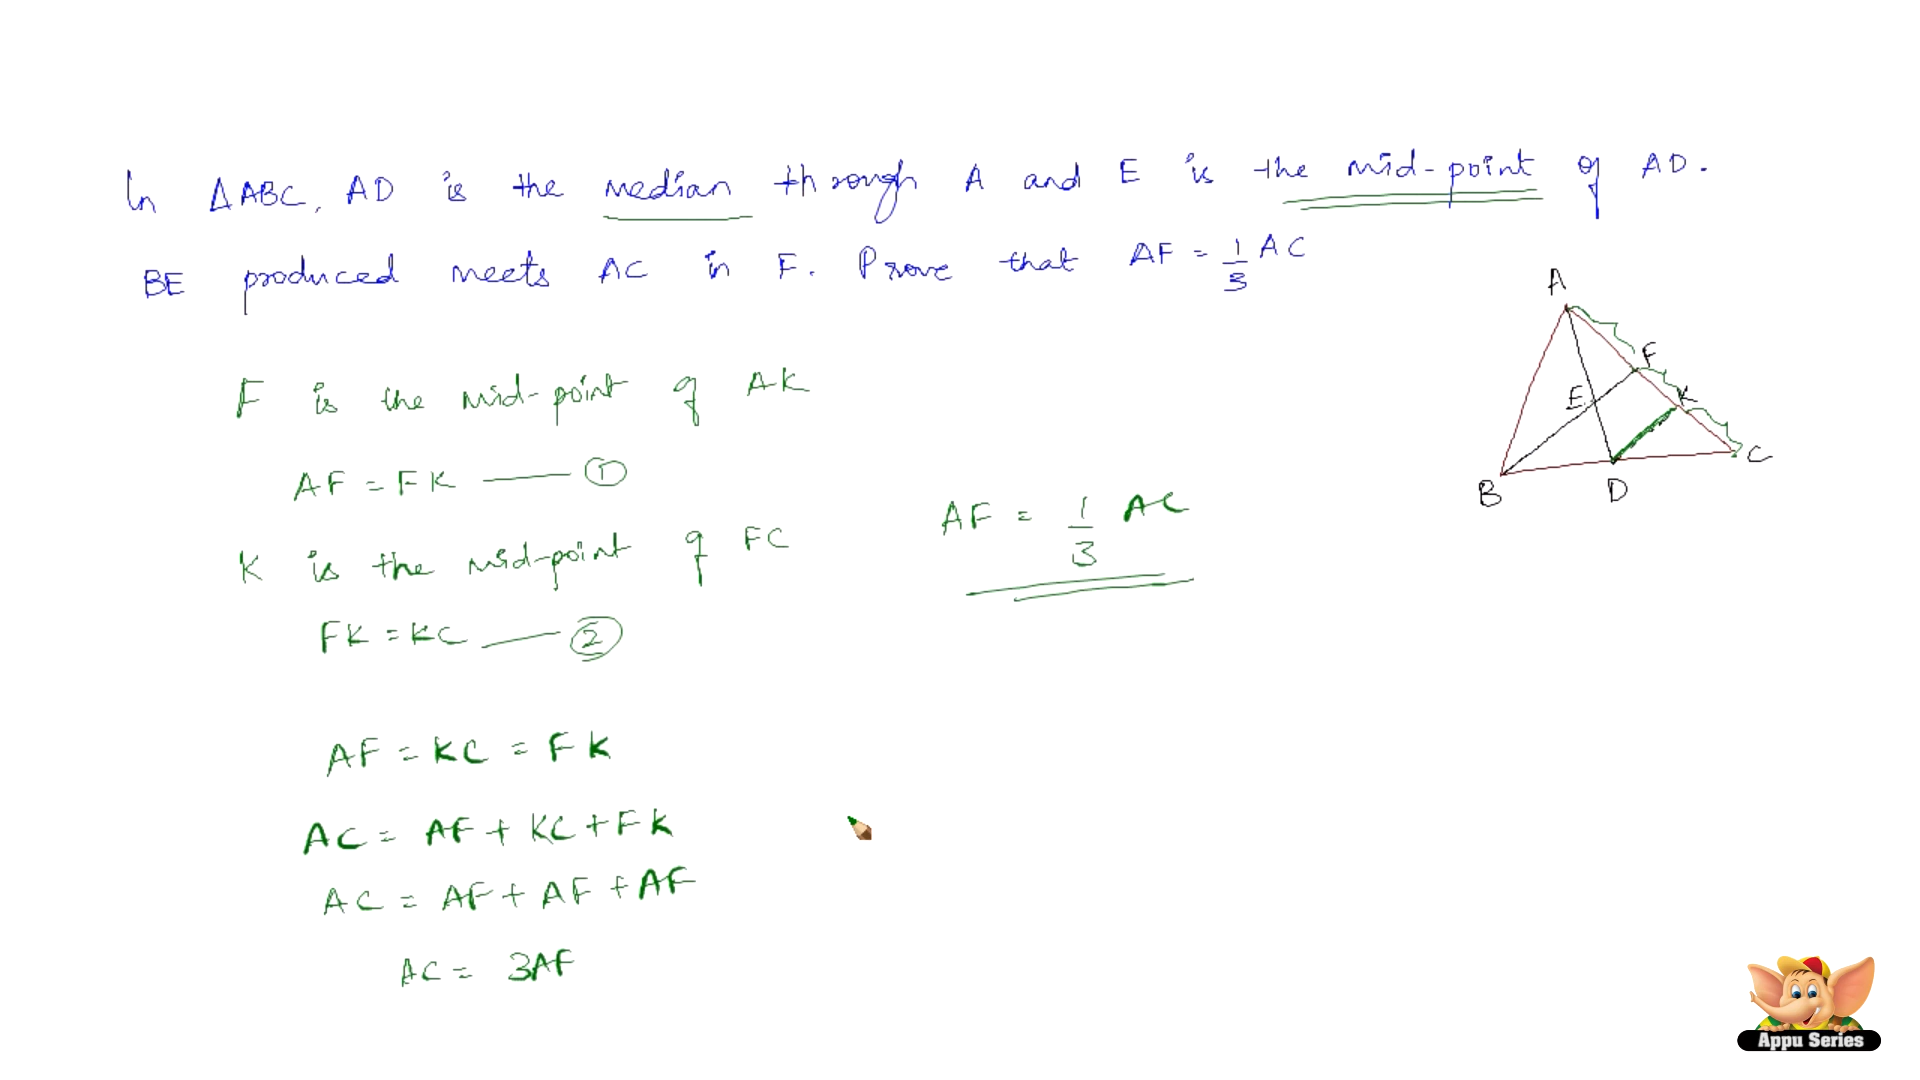 In ΔABC, AD is the median through A and E is the mid-point of AD.
BE produced meets AC in F. Prove that AF = 1/3 AC
F is the mid-point of AK
AF = FK —— ①
K is the mid-point of FC
FK = KC —— ②
AF = KC = FK
AC = AF + KC + FK
AC = AF + AF + AF
AC = 3AF
AF = 1/3 AC
A
F
E
K
C
B
D
Appu Series